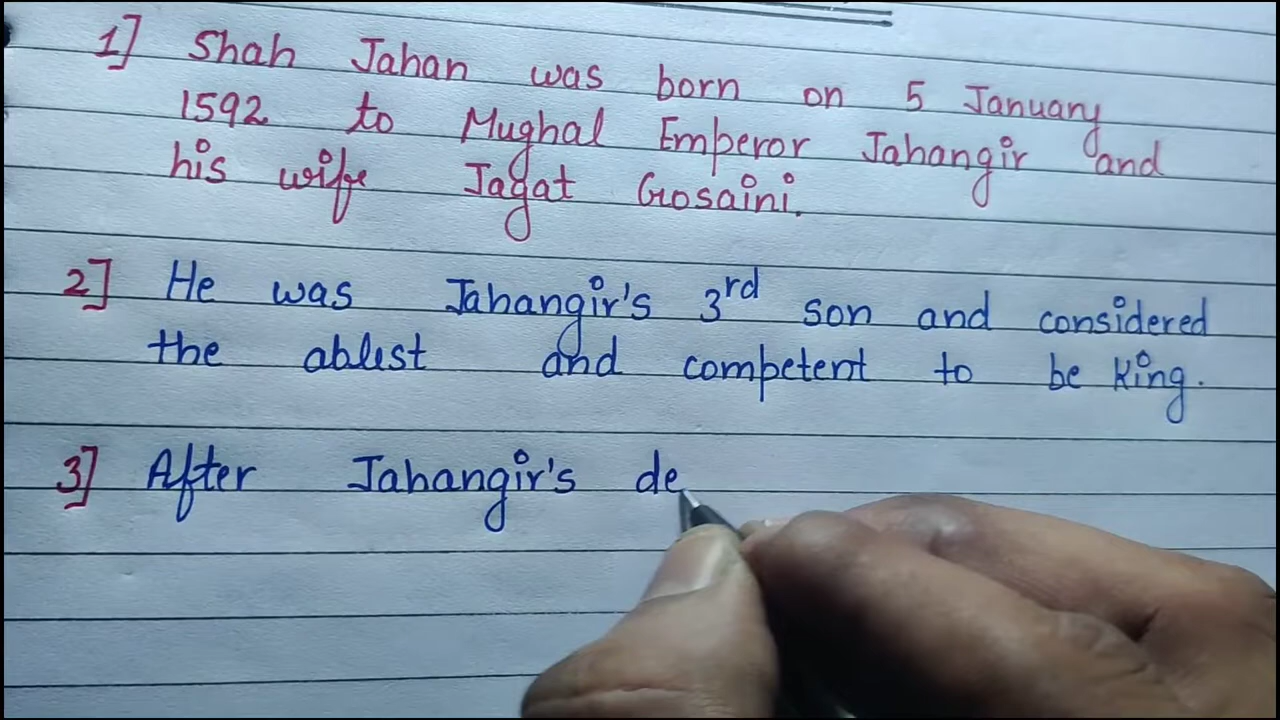 1] Shah Jahan was born on 5 January
1592 to Mughal Emperor Jahangir and
his wife Jagat Gosaini.
2] He was Jahangir's 3rd son and considered
the ablest and competent to be king.
3] After Jahangir's de